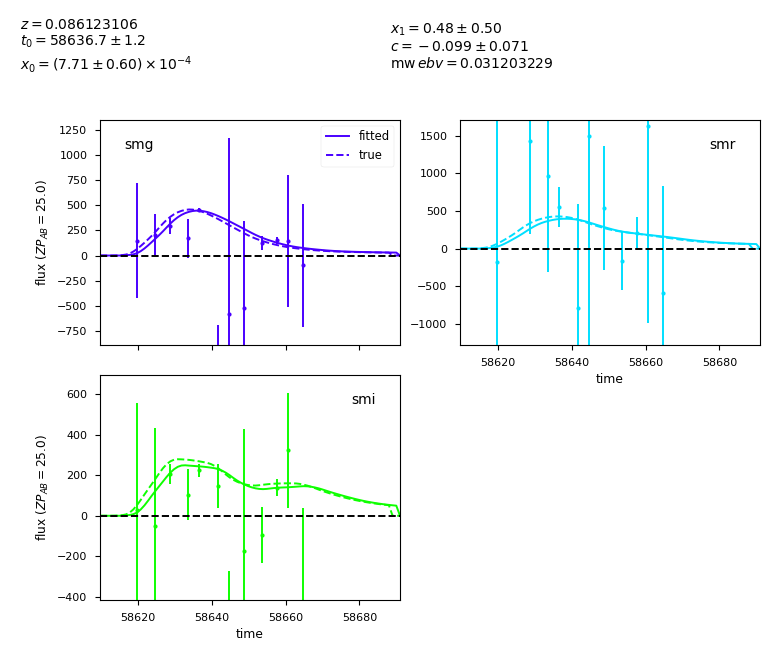 z = 0.086123106
t₀ = 58636.7 ± 1.2
x₀ = (7.71 ± 0.60) × 10⁻⁴
x₁ = 0.48 ± 0.50
c = −0.099 ± 0.071
mw ebv = 0.031203229
smg
fitted
true
1250
1000
750
500
250
0
−250
−500
−750
flux (ZP_AB = 25.0)
smr
1500
1000
500
0
−500
−1000
58620 58640 58660 58680
time
smi
600
400
200
0
−200
−400
flux (ZP_AB = 25.0)
58620 58640 58660 58680
time